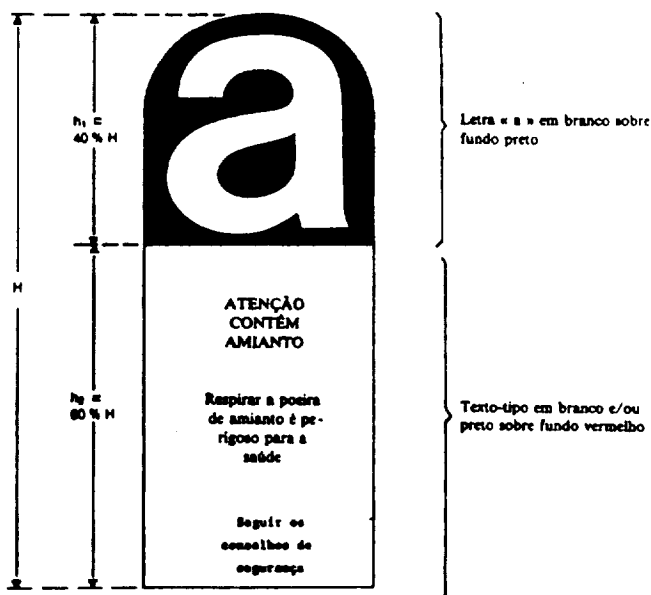 a
h₁ =
40 % H
Letra « a » em branco sobre
fundo preto
H
ATENÇÃO
CONTÉM
AMIANTO
h₂ =
60 % H
Respirar a poeira
de amianto é pe-
rigoso para a
saúde
Texto-tipo em branco e/ou
preto sobre fundo vermelho
Seguir os
conselhos de
segurança